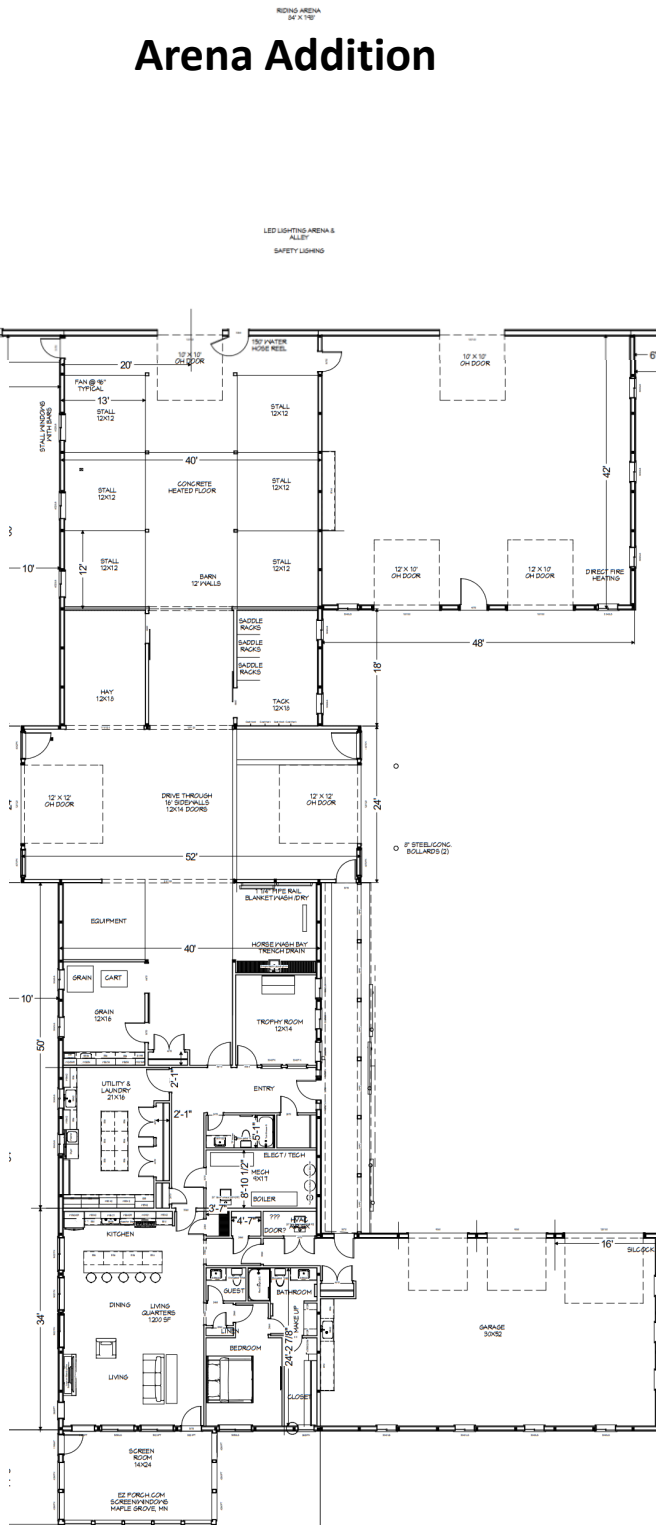 RIDING ARENA
84' X 198'
Arena Addition
LED LIGHTING ARENA &
ALLEY
SAFETY LIGHING
150' WATER
HOSE REEL
10' X 10'
OH DOOR
10' X 10'
OH DOOR
20'
6'
FAN @ 96"
TYPICAL
13'
STALL
12X12
STALL
12X12
STALL WINDOWS
WITH BARS
40'
42'
STALL
12X12
CONCRETE
HEATED FLOOR
STALL
12X12
10'
12'
STALL
12X12
BARN
12' WALLS
STALL
12X12
12' X 10'
OH DOOR
12' X 10'
OH DOOR
DIRECT FIRE
HEATING
48'
SADDLE
RACKS
SADDLE
RACKS
SADDLE
RACKS
18'
HAY
12X18
TACK
12X18
12' X 12'
OH DOOR
DRIVE THROUGH
16' SIDEWALLS
12X14 DOORS
12' X 12'
OH DOOR
24'
52'
8" STEEL/CONC.
BOLLARDS (2)
1 1/4" PIPE RAIL
BLANKET WASH /DRY
EQUIPMENT
40'
HORSE WASH BAY
TRENCH DRAIN
GRAIN
CART
10'
GRAIN
12X16
TROPHY ROOM
12X14
50'
2'-1"
UTILITY &
LAUNDRY
21X16
ENTRY
2'-1"
5'-1"
ELECT / TECH
MECH
9X17
8'-10 1/2"
BOILER
3'-7"
4'-7"
???
DOOR?
HVAC
KITCHEN
16'
SILCOCK
GUEST
BATHROOM
DINING
LIVING
QUARTERS
1200 SF
MAKE UP
GARAGE
30X52
34'
LINEN
BEDROOM
24'-2 7/8"
LIVING
CLOSET
SCREEN
ROOM
14X24
EZ PORCH.COM
SCREEN/WINDOWS
MAPLE GROVE, MN